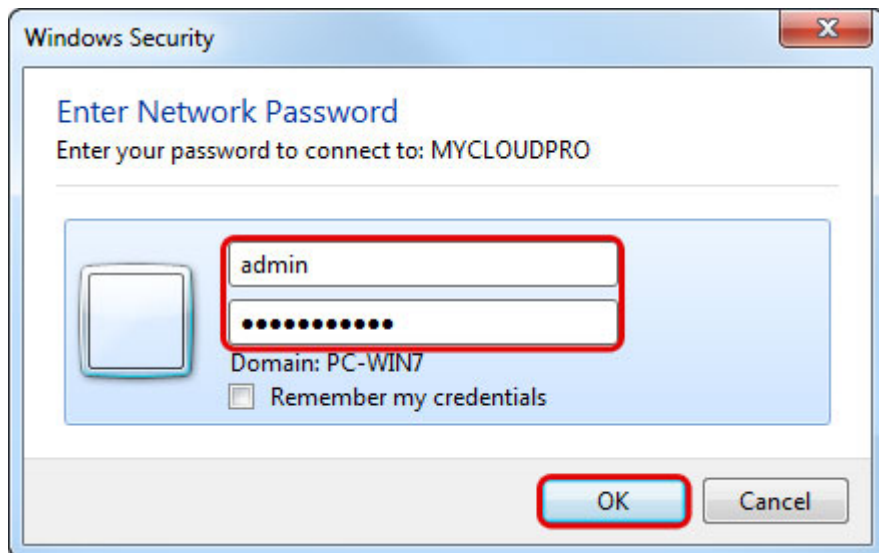 Windows Security
Enter Network Password
Enter your password to connect to: MYCLOUDPRO
admin
●●●●●●●●●●●
Domain: PC-WIN7
Remember my credentials
OK
Cancel